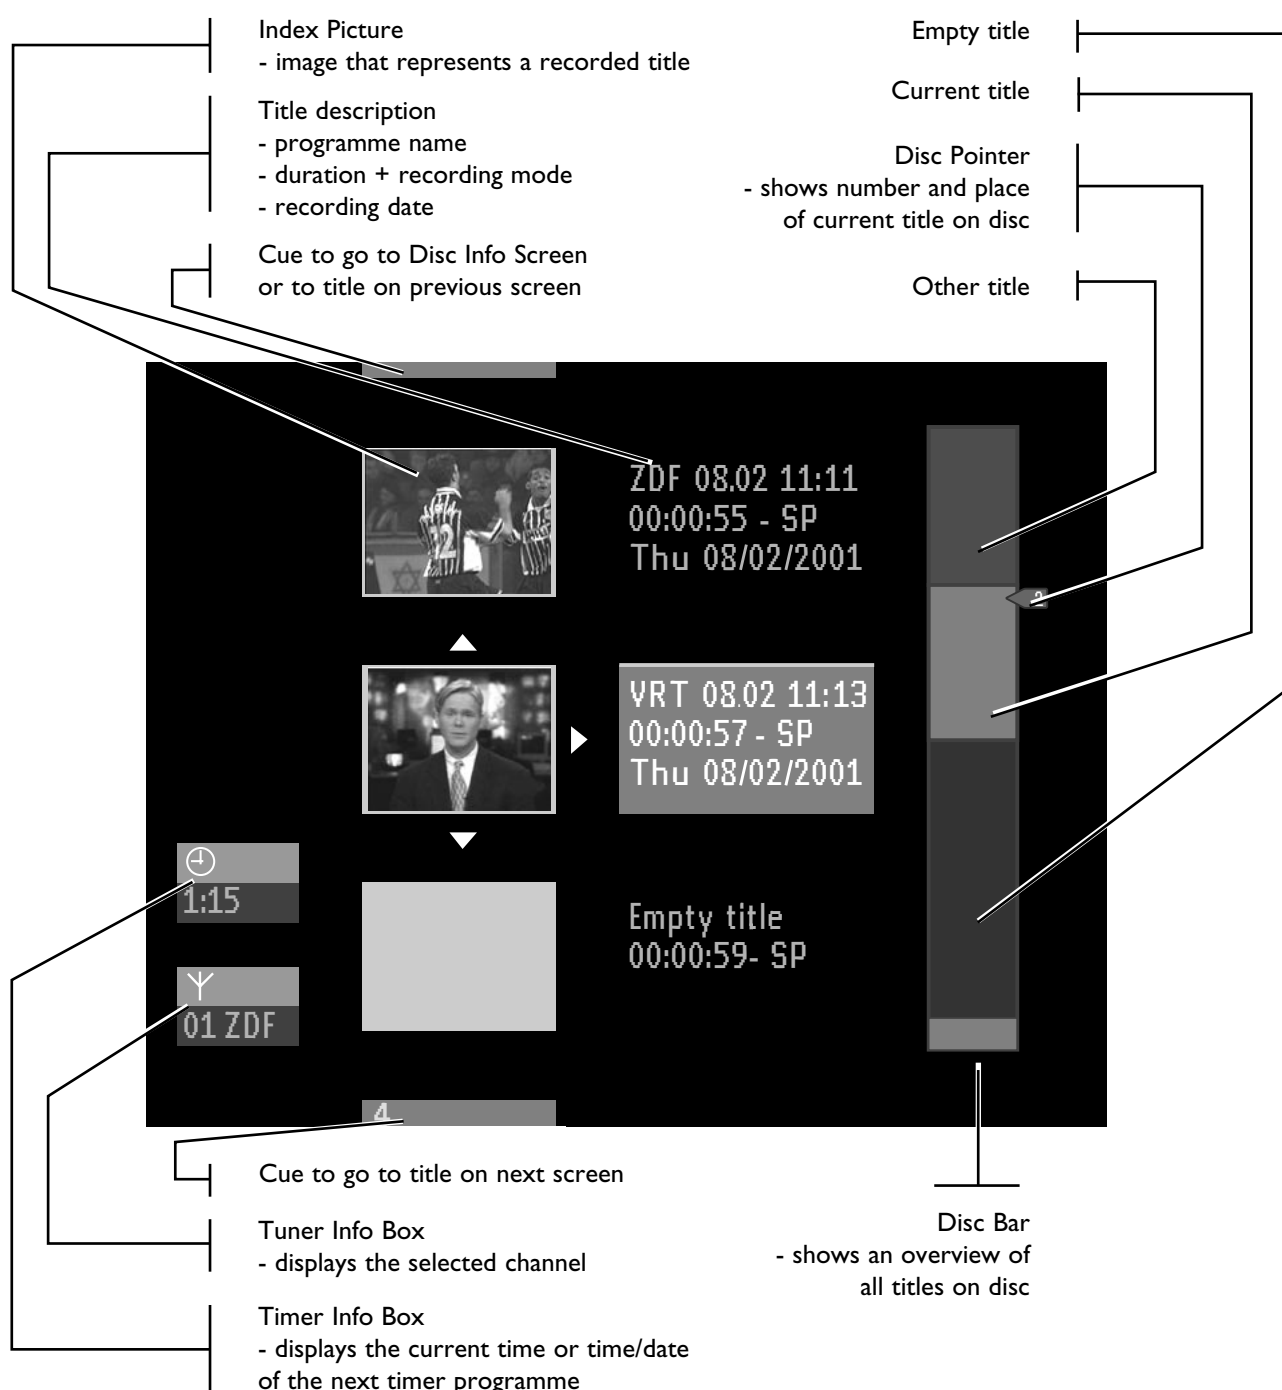 Index Picture
- image that represents a recorded title
Title description
- programme name
- duration + recording mode
- recording date
Cue to go to Disc Info Screen
or to title on previous screen
Empty title
Current title
Disc Pointer
- shows number and place
of current title on disc
Other title
ZDF 08.02 11:11
00:00:55 - SP
Thu 08/02/2001
2
VRT 08.02 11:13
00:00:57 - SP
Thu 08/02/2001
1:15
Empty title
00:00:59- SP
01 ZDF
4
Cue to go to title on next screen
Tuner Info Box
- displays the selected channel
Timer Info Box
- displays the current time or time/date
of the next timer programme
Disc Bar
- shows an overview of
all titles on disc